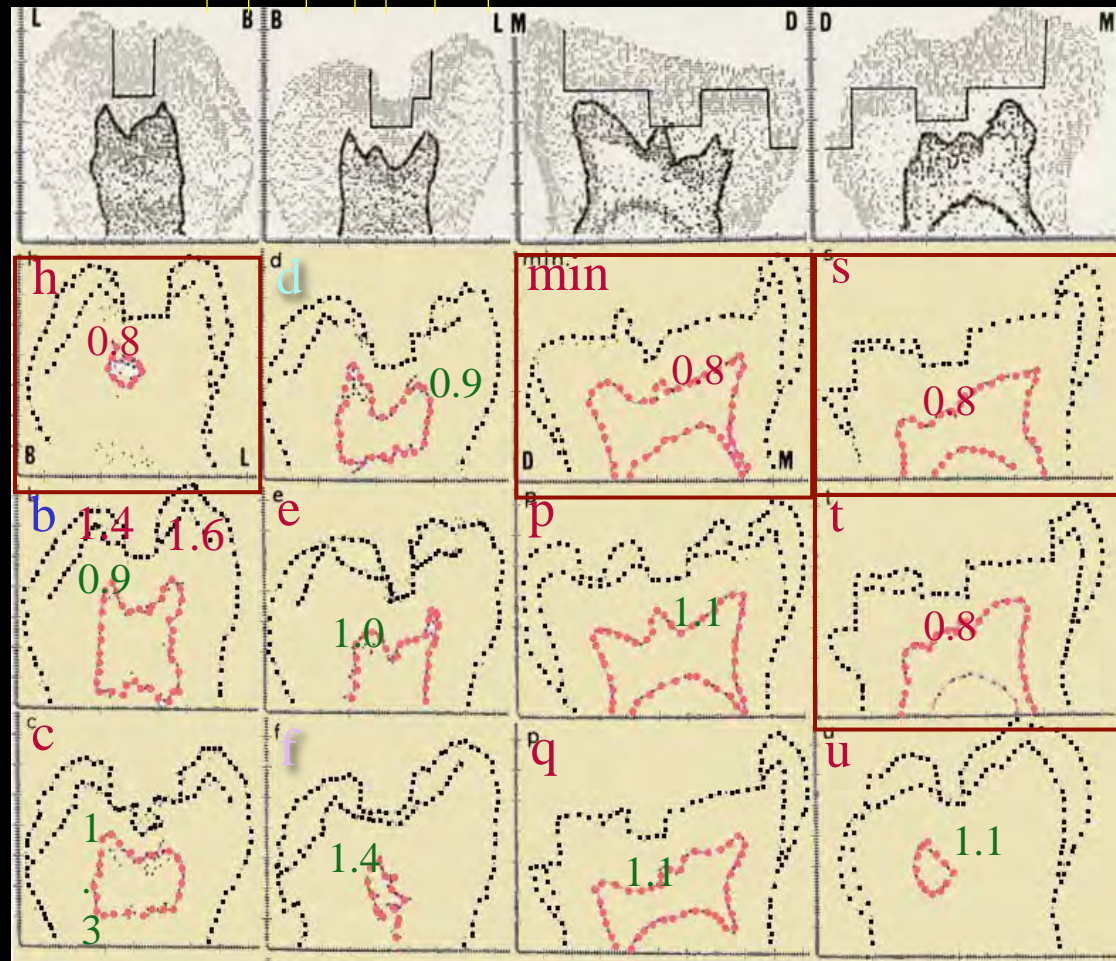 L B B L M D D M
h d min s
h d min. s
0.8 0.9 0.8 0.8
B L D M
b e p t
e
1.4 1.6
0.9 1.0 1.1 0.8
c f q u
c f p
1 1.4 1.1 1.1
.
3